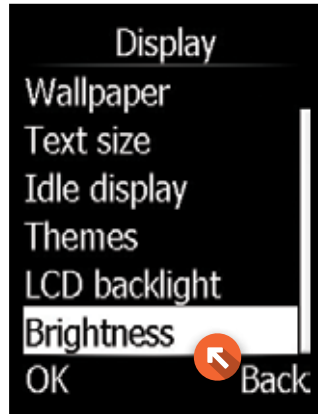 Display
Wallpaper
Text size
Idle display
Themes
LCD backlight
Brightness
OK Back